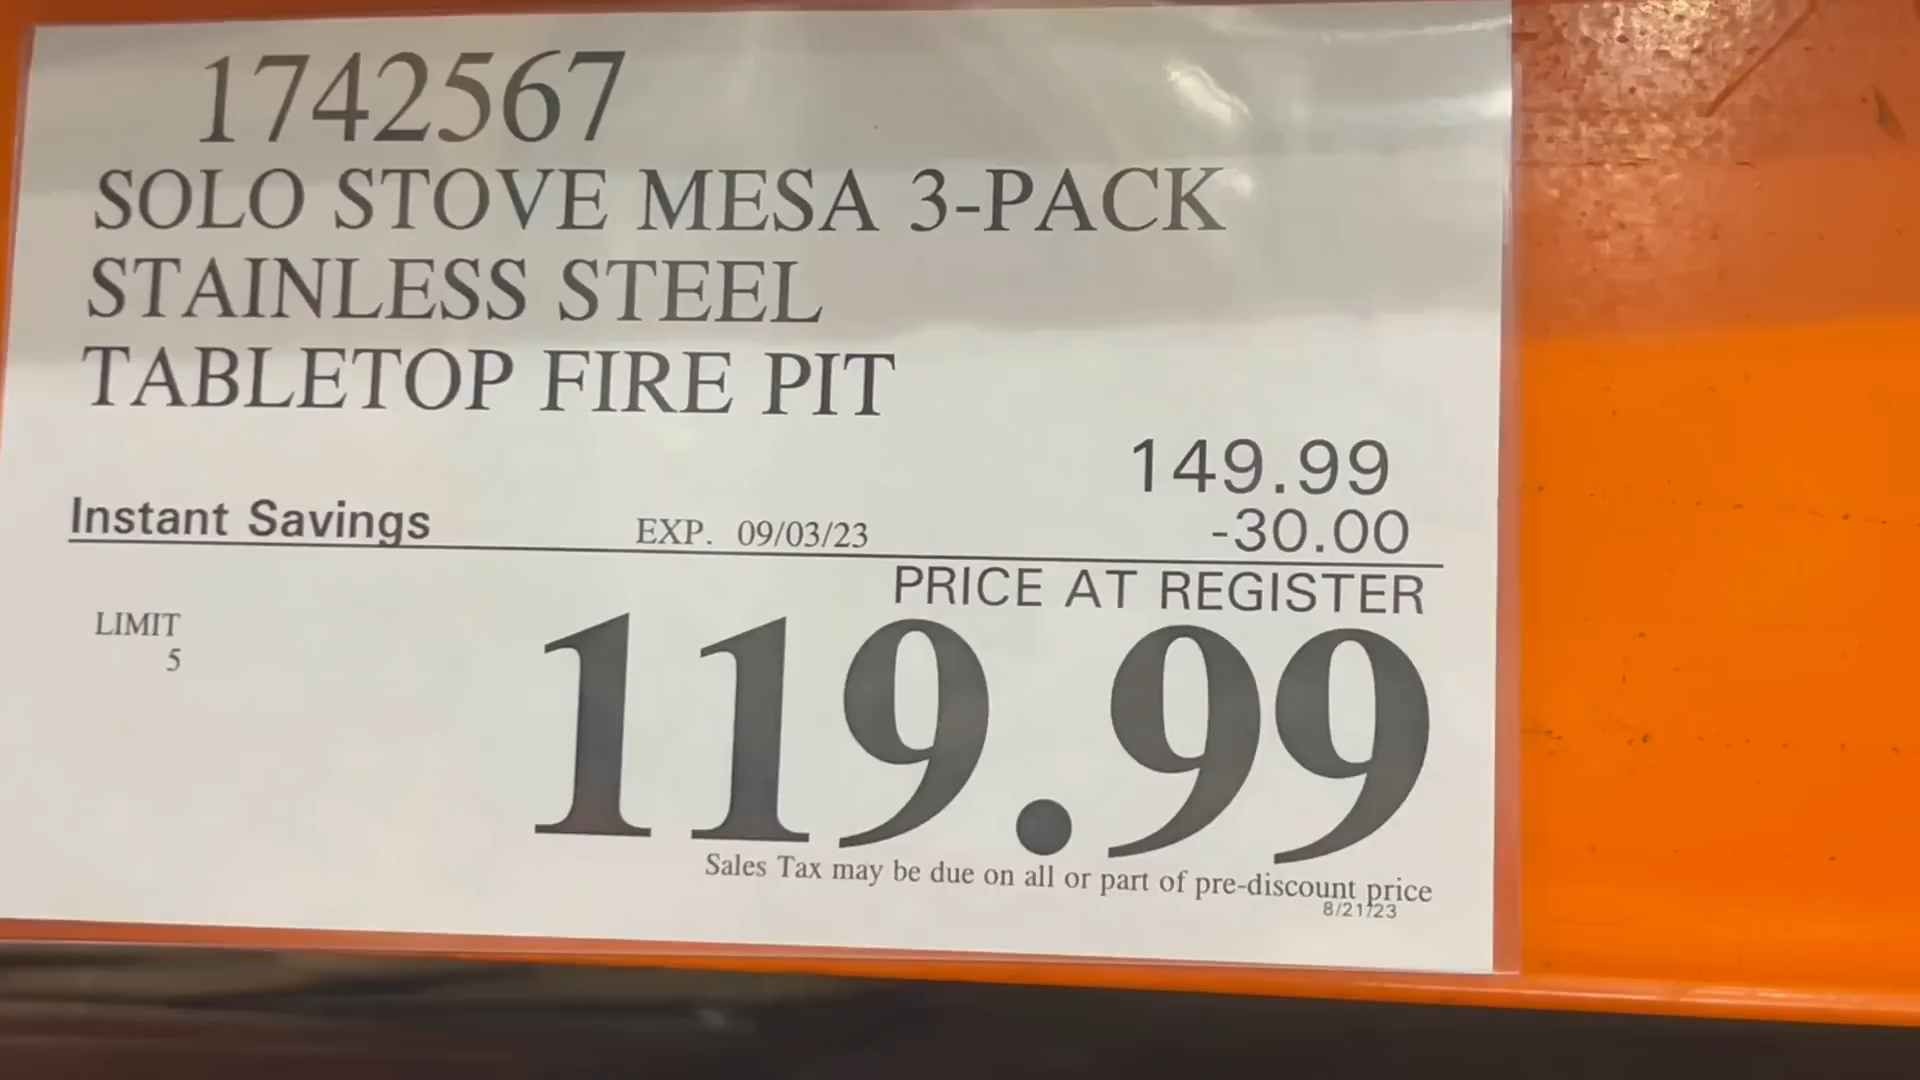 1742567
SOLO STOVE MESA 3-PACK
STAINLESS STEEL
TABLETOP FIRE PIT
149.99
Instant Savings EXP. 09/03/23 -30.00
PRICE AT REGISTER
LIMIT
5
119.99
Sales Tax may be due on all or part of pre-discount price
8/21/23